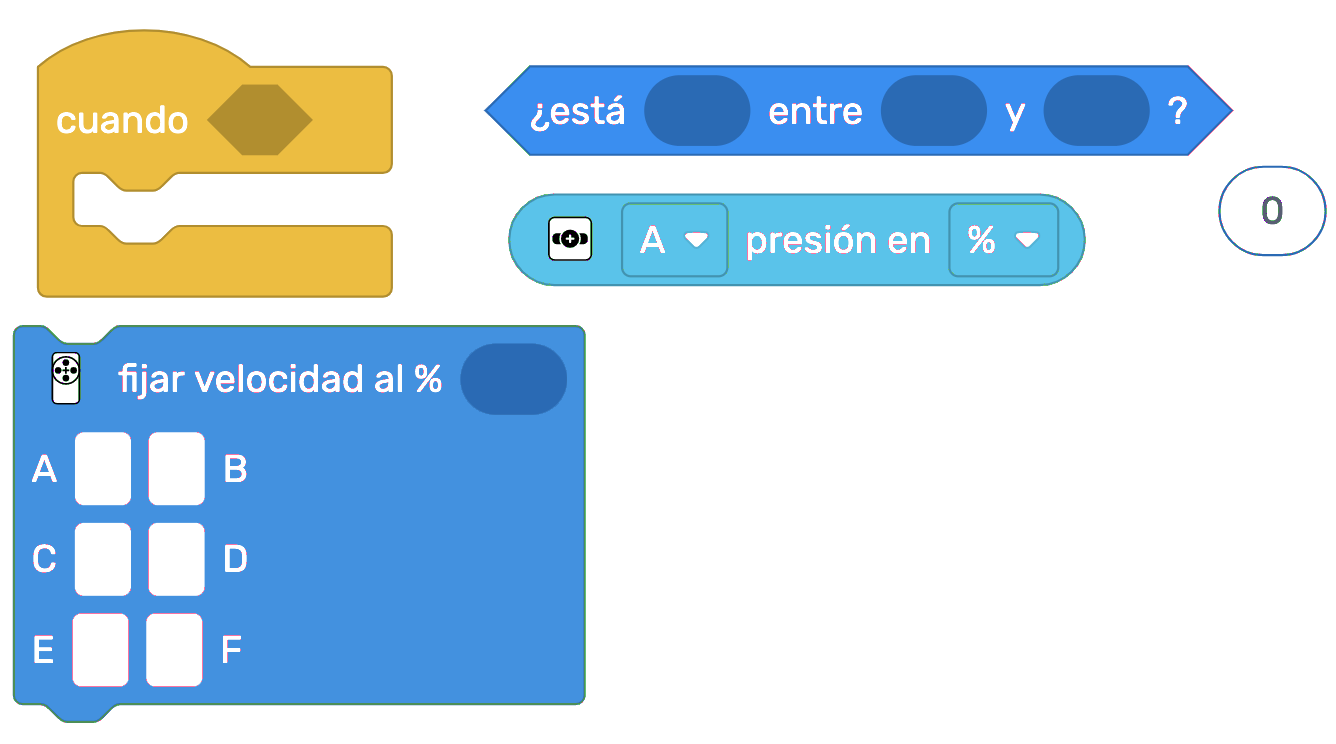 cuando
¿está entre y ?
A presión en %
0
fijar velocidad al %
A B
C D
E F